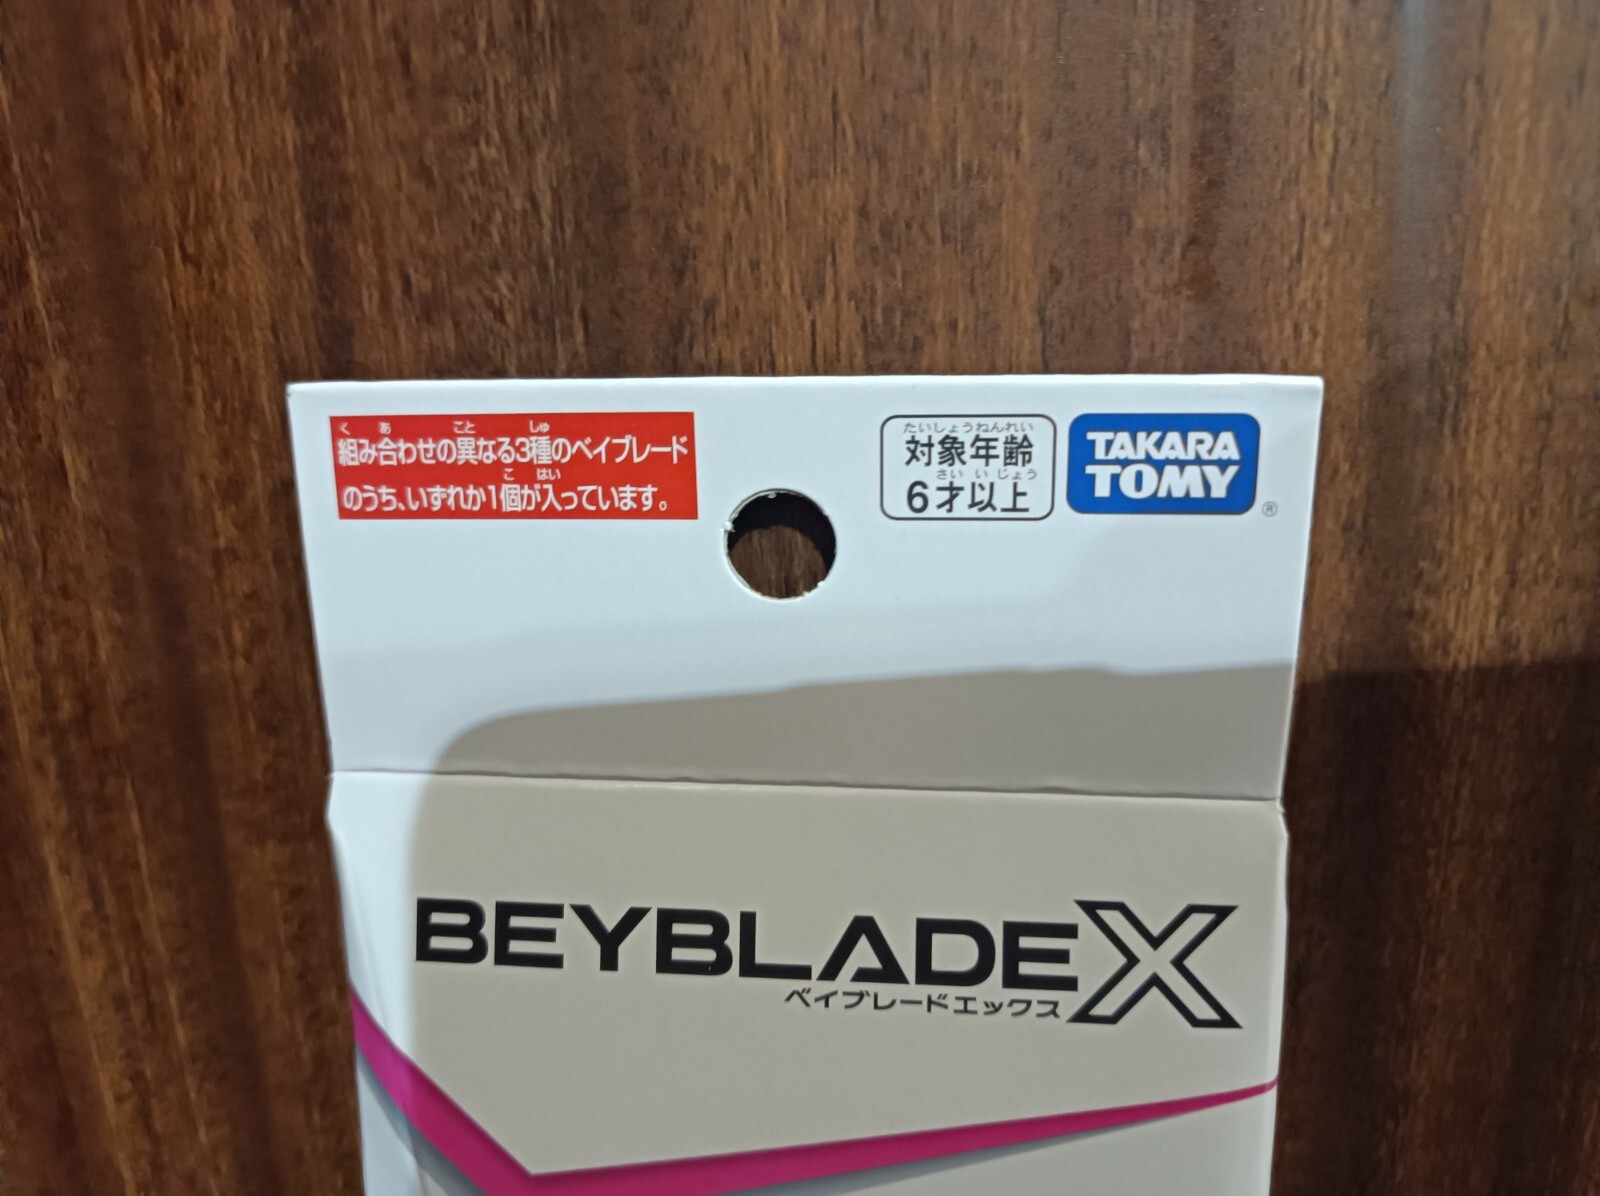 組み合わせの異なる3種のベイブレード
のうち、いずれか1個が入っています。
対象年齢
6才以上
TAKARA
TOMY
®
BEYBLADE X
ベイブレードエックス